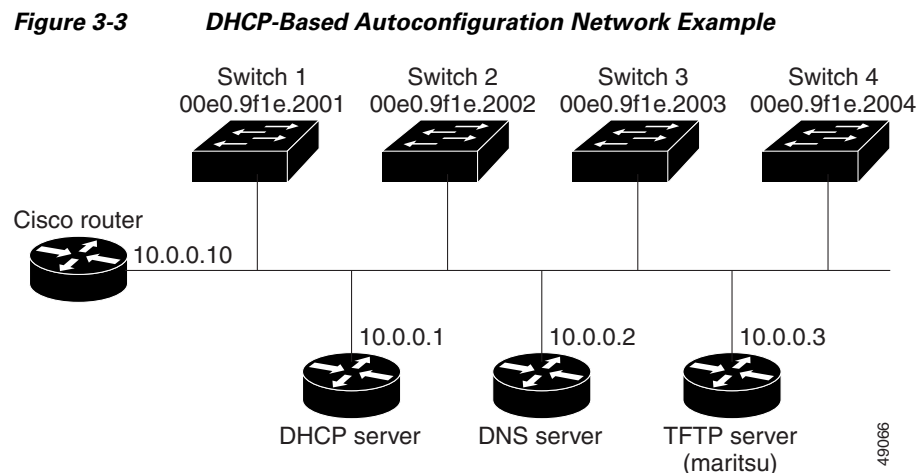 Figure 3-3 DHCP-Based Autoconfiguration Network Example
Switch 1
00e0.9f1e.2001
Switch 2
00e0.9f1e.2002
Switch 3
00e0.9f1e.2003
Switch 4
00e0.9f1e.2004
Cisco router
10.0.0.10
10.0.0.1
10.0.0.2
10.0.0.3
DHCP server
DNS server
TFTP server
(maritsu)
49066